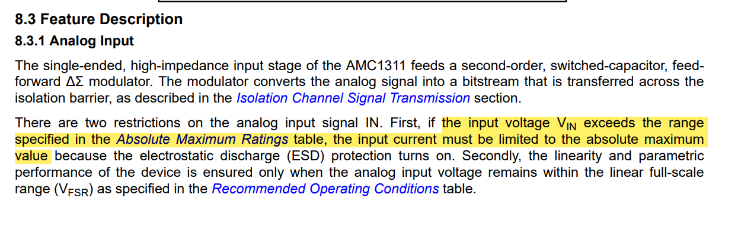 8.3 Feature Description
8.3.1 Analog Input
The single-ended, high-impedance input stage of the AMC1311 feeds a second-order, switched-capacitor, feed-
forward ΔΣ modulator. The modulator converts the analog signal into a bitstream that is transferred across the
isolation barrier, as described in the Isolation Channel Signal Transmission section.
There are two restrictions on the analog input signal IN. First, if the input voltage VIN exceeds the range
specified in the Absolute Maximum Ratings table, the input current must be limited to the absolute maximum
value because the electrostatic discharge (ESD) protection turns on. Secondly, the linearity and parametric
performance of the device is ensured only when the analog input voltage remains within the linear full-scale
range (VFSR) as specified in the Recommended Operating Conditions table.